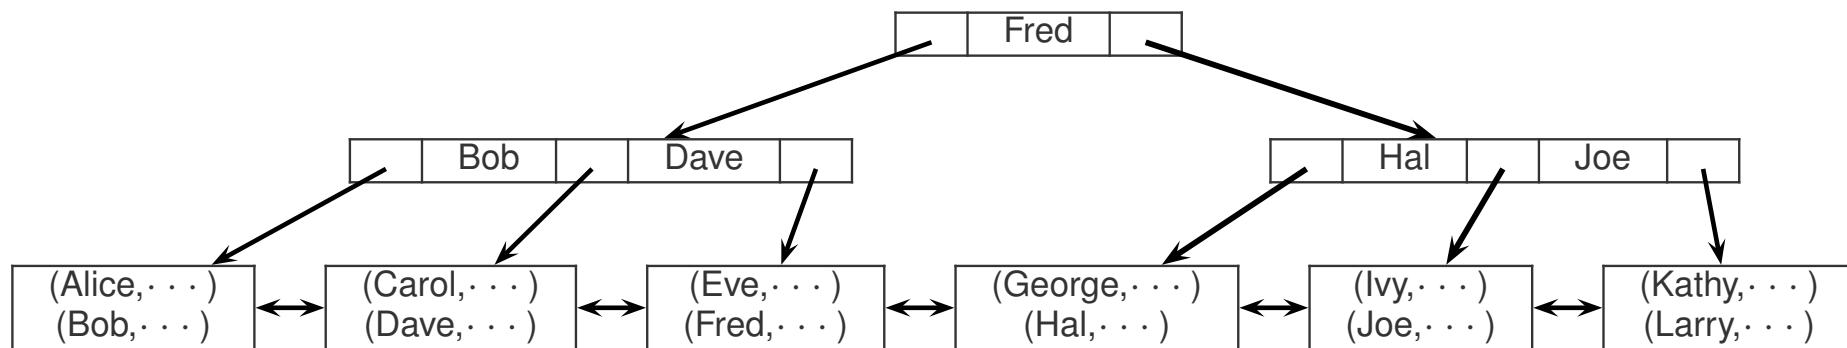 Fred
Bob Dave
Hal Joe
(Alice,· · · )
(Bob,· · · )
(Carol,· · · )
(Dave,· · · )
(Eve,· · · )
(Fred,· · · )
(George,· · · )
(Hal,· · · )
(Ivy,· · · )
(Joe,· · · )
(Kathy,· · · )
(Larry,· · · )